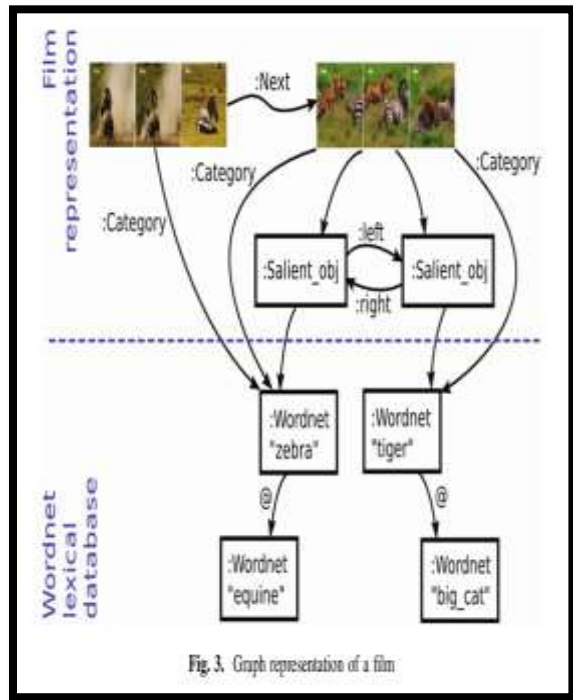 Film
representation
:Next
:Category
:Category
:Category
:left
:Salient_obj
:Salient_obj
:right
:Wordnet
"zebra"
:Wordnet
"tiger"
@
@
:Wordnet
"equine"
:Wordnet
"big_cat"
Wordnet
lexical
database
Fig. 3. Graph representation of a film